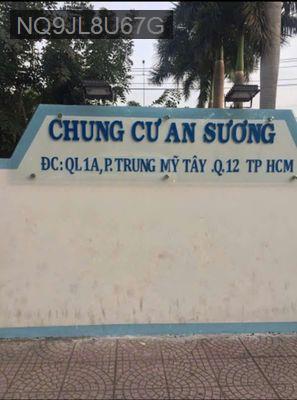 NQ9JL8U67G
CHUNG CƯ AN SƯƠNG
ĐC: QL1A, P. TRUNG MỸ TÂY .Q.12 TP HCM